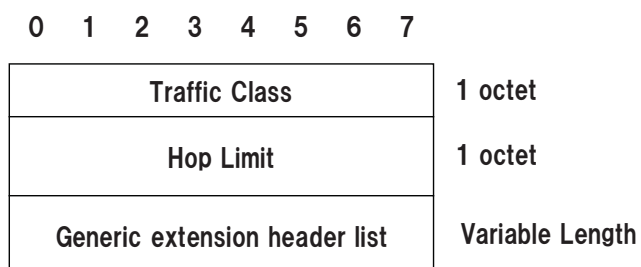 0 1 2 3 4 5 6 7
Traffic Class 1 octet
Hop Limit 1 octet
Generic extension header list Variable Length